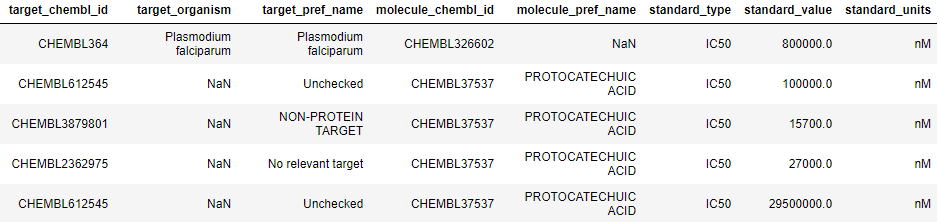 target_chembl_id target_organism target_pref_name molecule_chembl_id molecule_pref_name standard_type standard_value standard_units
CHEMBL364 Plasmodium falciparum Plasmodium falciparum CHEMBL326602 NaN IC50 800000.0 nM
CHEMBL612545 NaN Unchecked CHEMBL37537 PROTOCATECHUIC ACID IC50 100000.0 nM
CHEMBL3879801 NaN NON-PROTEIN TARGET CHEMBL37537 PROTOCATECHUIC ACID IC50 15700.0 nM
CHEMBL2362975 NaN No relevant target CHEMBL37537 PROTOCATECHUIC ACID IC50 27000.0 nM
CHEMBL612545 NaN Unchecked CHEMBL37537 PROTOCATECHUIC ACID IC50 29500000.0 nM